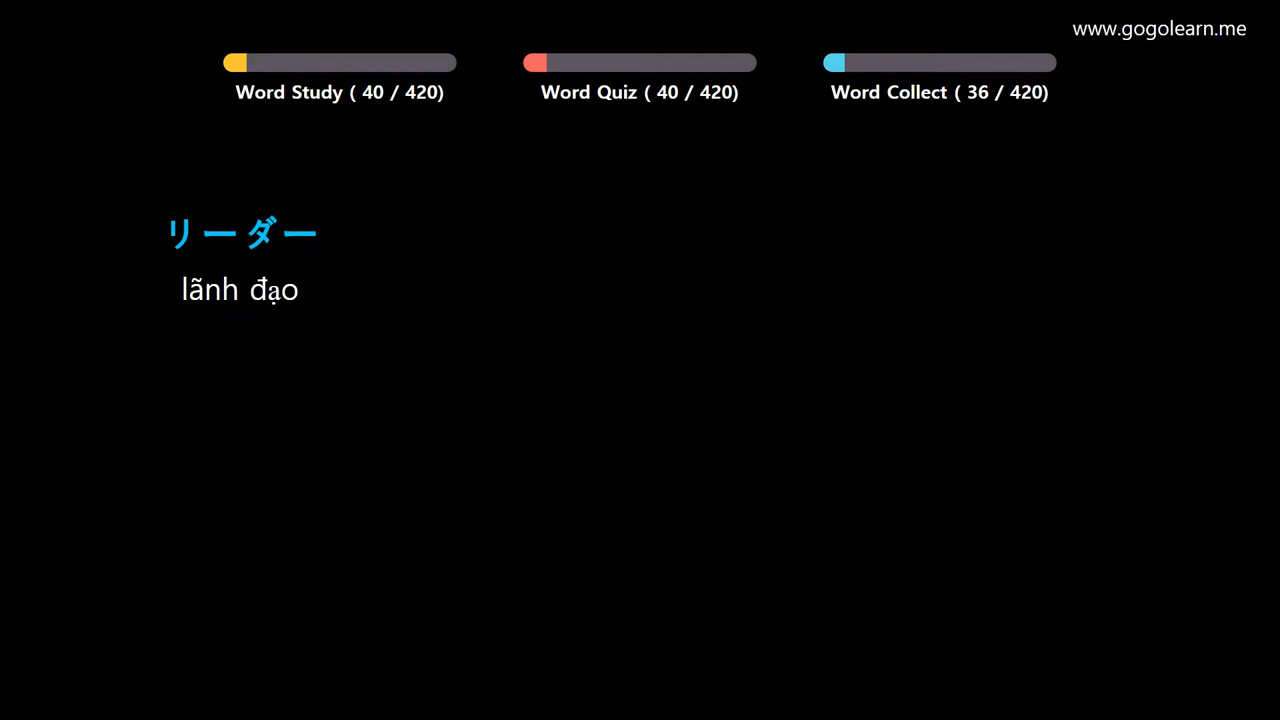 www.gogolearn.me
Word Study ( 40 / 420)
Word Quiz ( 40 / 420)
Word Collect ( 36 / 420)
リーダー
lãnh đạo